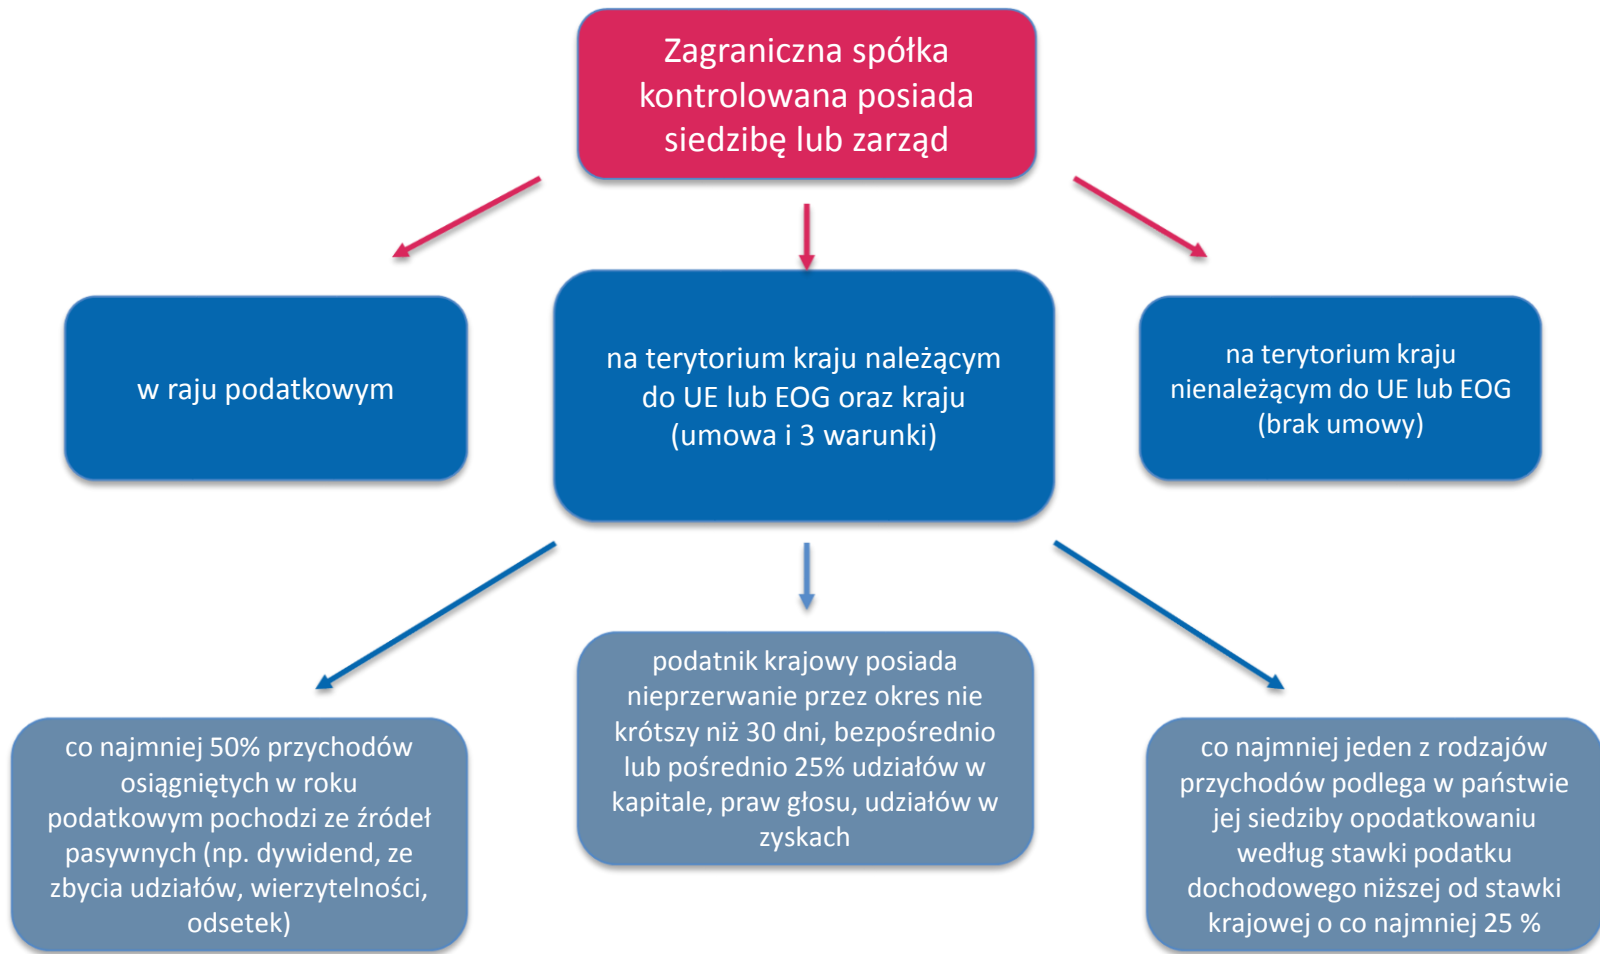 Zagraniczna spółka
kontrolowana posiada
siedzibę lub zarząd
w raju podatkowym
na terytorium kraju należącym
do UE lub EOG oraz kraju
(umowa i 3 warunki)
na terytorium kraju
nienależącym do UE lub EOG
(brak umowy)
co najmniej 50% przychodów
osiągniętych w roku
podatkowym pochodzi ze źródeł
pasywnych (np. dywidend, ze
zbycia udziałów, wierzytelności,
odsetek)
podatnik krajowy posiada
nieprzerwanie przez okres nie
krótszy niż 30 dni, bezpośrednio
lub pośrednio 25% udziałów w
kapitale, praw głosu, udziałów w
zyskach
co najmniej jeden z rodzajów
przychodów podlega w państwie
jej siedziby opodatkowaniu
według stawki podatku
dochodowego niższej od stawki
krajowej o co najmniej 25 %